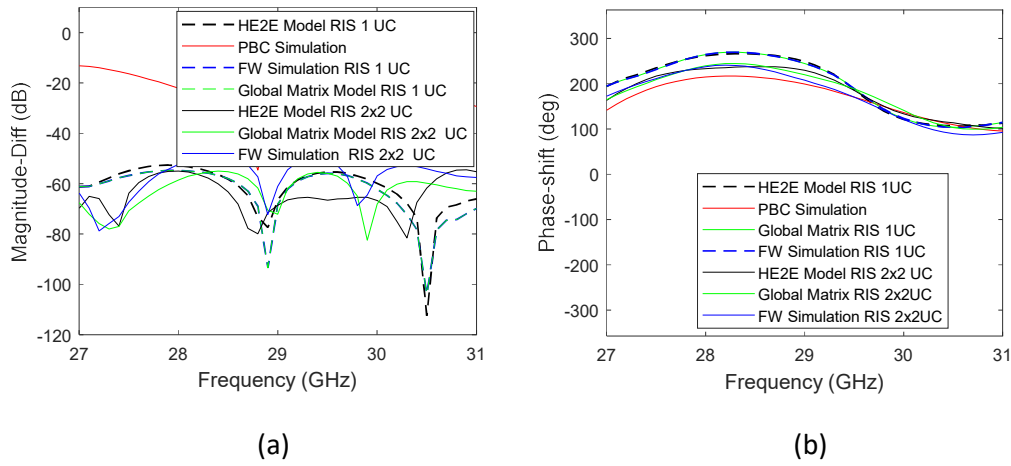 0
-20
-40
-60
-80
-100
-120
Magnitude-Diff (dB)
HE2E Model RIS 1 UC
PBC Simulation
FW Simulation RIS 1 UC
Global Matrix Model RIS 1 UC
HE2E Model RIS 2x2 UC
Global Matrix Model RIS 2x2 UC
FW Simulation RIS 2x2 UC
27 28 29 30 31
Frequency (GHz)
(a)
300
200
100
0
-100
-200
-300
Phase-shift (deg)
HE2E Model RIS 1UC
PBC Simulation
Global Matrix RIS 1UC
FW Simulation RIS 1UC
HE2E Model RIS 2x2 UC
Global Matrix RIS 2x2UC
FW Simulation RIS 2x2UC
27 28 29 30 31
Frequency (GHz)
(b)